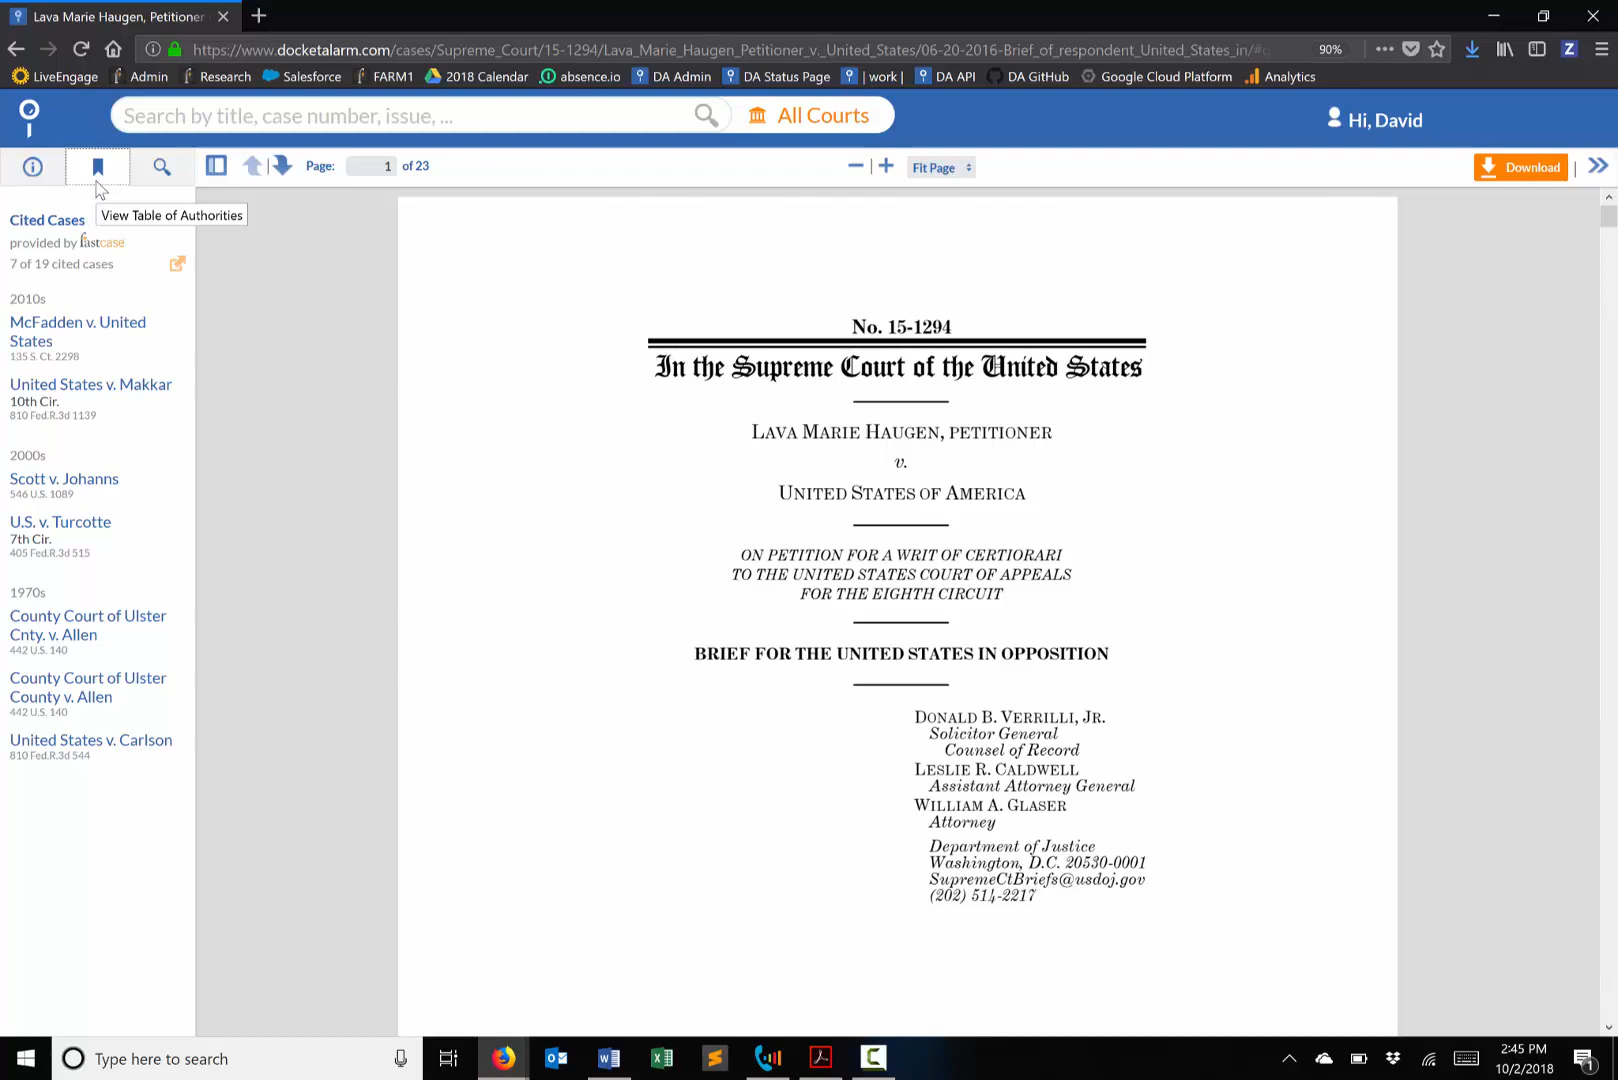 Lava Marie Haugen, Petitioner
https://www.docketalarm.com/cases/Supreme_Court/15-1294/Lava_Marie_Haugen_Petitioner_v._United_States/06-20-2016-Brief_of_respondent_United_States_in/#q
90%
LiveEngage Admin Research Salesforce FARM1 2018 Calendar absence.io DA Admin DA Status Page | work | DA API DA GitHub Google Cloud Platform Analytics
Search by title, case number, issue, ...
All Courts
Hi, David
Page: 1 of 23
Fit Page
Download
View Table of Authorities
Cited Cases
provided by fastcase
7 of 19 cited cases
2010s
McFadden v. United
States
135 S. Ct. 2298
United States v. Makkar
10th Cir.
810 Fed.R.3d 1139
2000s
Scott v. Johanns
546 U.S. 1089
U.S. v. Turcotte
7th Cir.
405 Fed.R.3d 515
1970s
County Court of Ulster
Cnty. v. Allen
442 U.S. 140
County Court of Ulster
County v. Allen
442 U.S. 140
United States v. Carlson
810 Fed.R.3d 544
No. 15-1294
In the Supreme Court of the United States
LAVA MARIE HAUGEN, PETITIONER
v.
UNITED STATES OF AMERICA
ON PETITION FOR A WRIT OF CERTIORARI
TO THE UNITED STATES COURT OF APPEALS
FOR THE EIGHTH CIRCUIT
BRIEF FOR THE UNITED STATES IN OPPOSITION
DONALD B. VERRILLI, JR.
Solicitor General
Counsel of Record
LESLIE R. CALDWELL
Assistant Attorney General
WILLIAM A. GLASER
Attorney
Department of Justice
Washington, D.C. 20530-0001
SupremeCtBriefs@usdoj.gov
(202) 514-2217
Type here to search
2:45 PM
10/2/2018
1